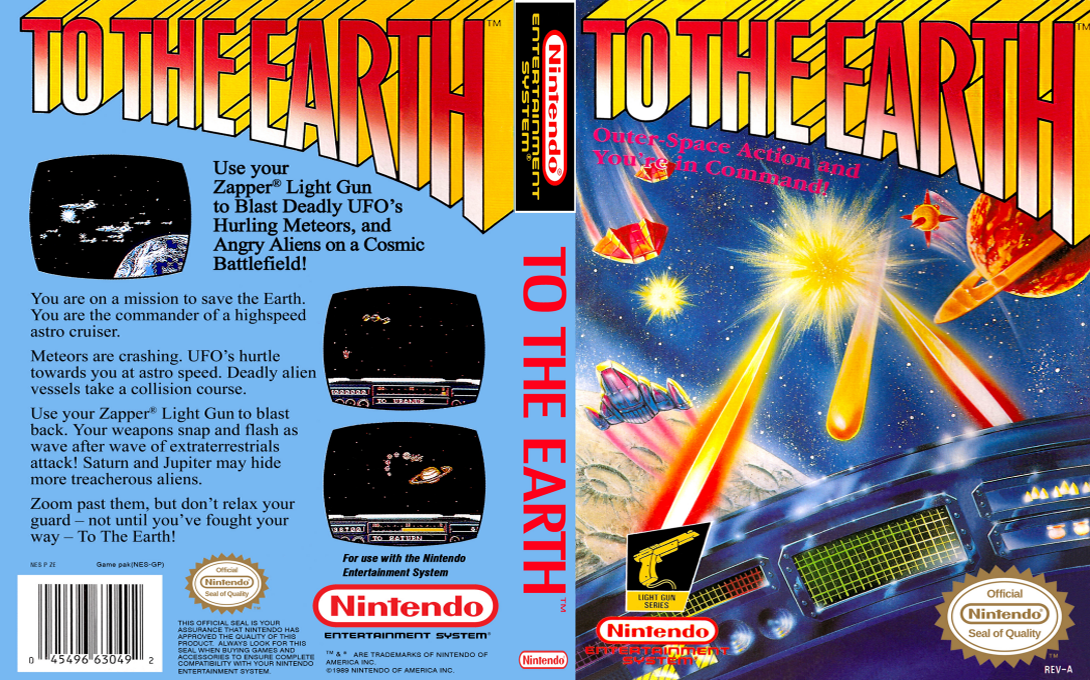 TO THE EARTH™
Use your
Zapper® Light Gun
to Blast Deadly UFO's
Hurling Meteors, and
Angry Aliens on a Cosmic
Battlefield!
You are on a mission to save the Earth.
You are the commander of a highspeed
astro cruiser.
Meteors are crashing. UFO's hurtle
towards you at astro speed. Deadly alien
vessels take a collision course.
Use your Zapper® Light Gun to blast
back. Your weapons snap and flash as
wave after wave of extraterrestrials
attack! Saturn and Jupiter may hide
more treacherous aliens.
Zoom past them, but don't relax your
guard – not until you've fought your
way – To The Earth!
TO URANUS
TO SATURN
NES P ZE
Game pak(NES-GP)
0 45496 63049 2
Official
Nintendo®
Seal of Quality
™
THIS OFFICIAL SEAL IS YOUR
ASSURANCE THAT NINTENDO HAS
APPROVED THE QUALITY OF THIS
PRODUCT. ALWAYS LOOK FOR THIS
SEAL WHEN BUYING GAMES AND
ACCESSORIES TO ENSURE COMPLETE
COMPATIBILITY WITH YOUR NINTENDO
ENTERTAINMENT SYSTEM.
For use with the Nintendo
Entertainment System
Nintendo
ENTERTAINMENT SYSTEM®
™ & ® ARE TRADEMARKS OF NINTENDO OF
AMERICA INC.
©1989 NINTENDO OF AMERICA INC.
Nintendo®
ENTERTAINMENT
SYSTEM®
TO THE EARTH™
Nintendo
TO THE EARTH™
Outer-Space Action and
You're in Command!
LIGHT GUN
SERIES
Nintendo
ENTERTAINMENT
SYSTEM®
Official
Nintendo®
Seal of Quality
™
REV-A